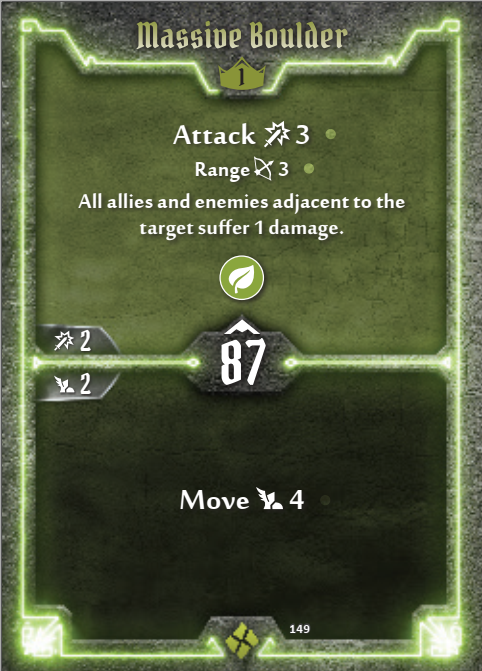 Massive Boulder
1
Attack 3
Range 3
All allies and enemies adjacent to the
target suffer 1 damage.
2
87
2
Move 4
149